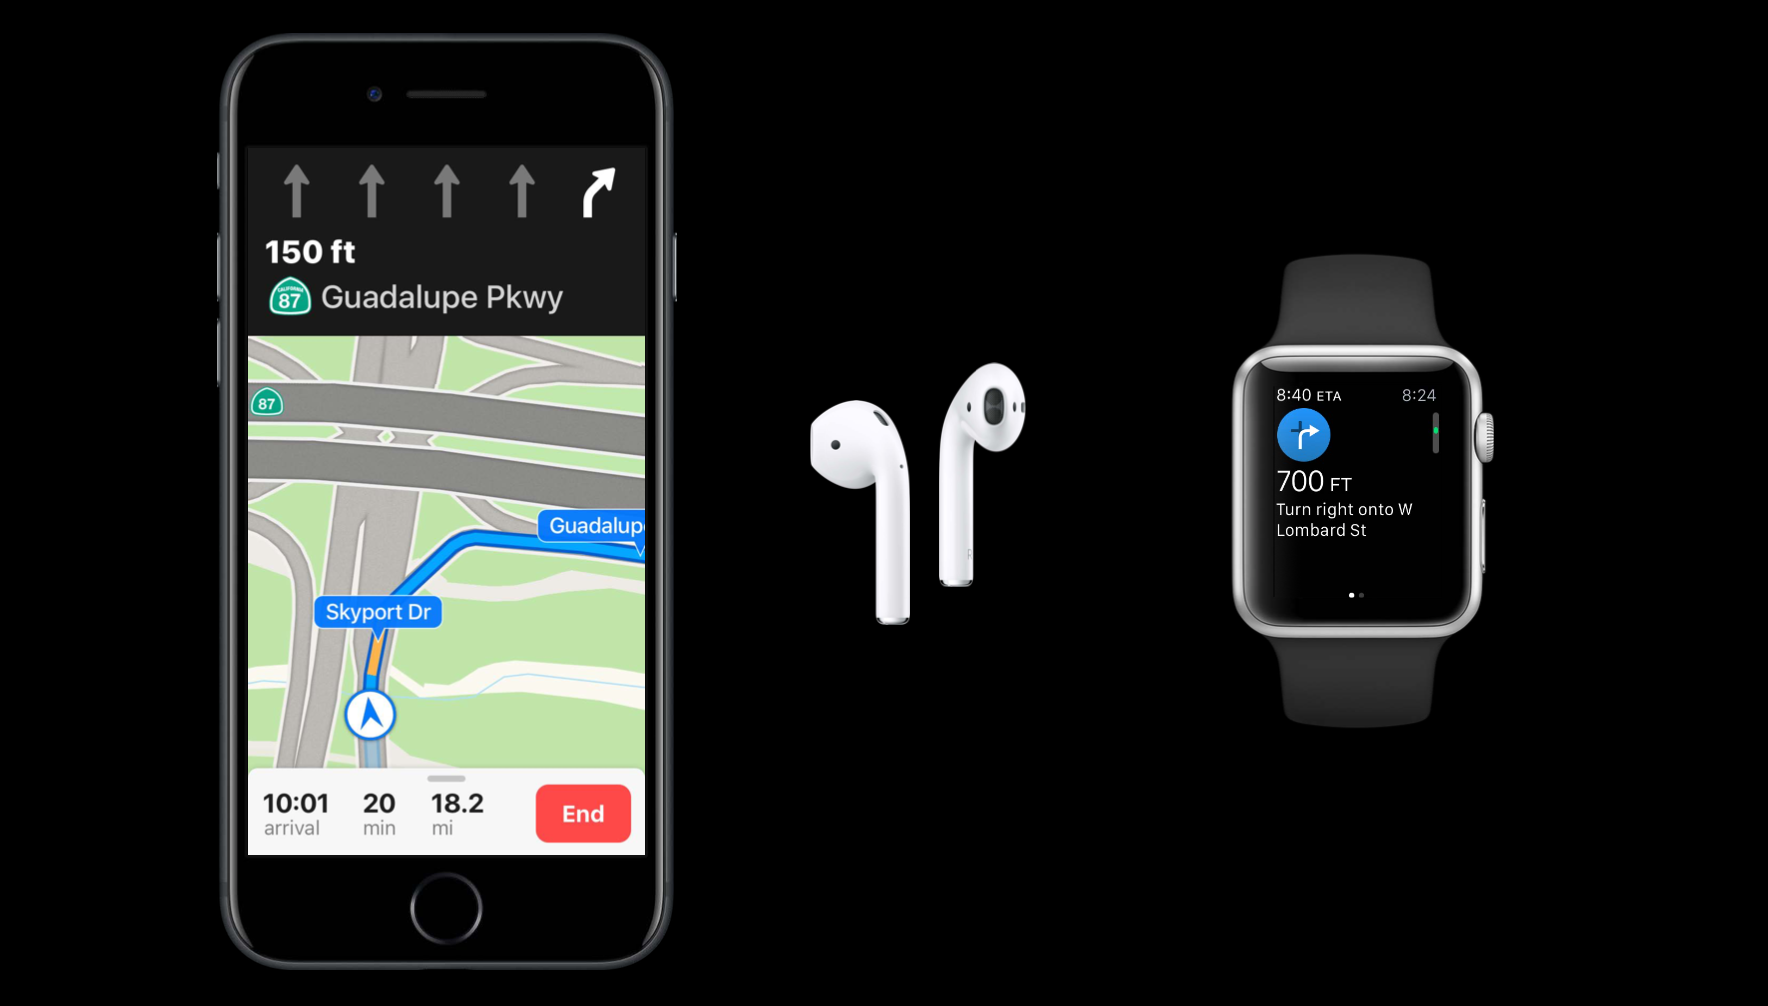 150 ft
CALIFORNIA
87
Guadalupe Pkwy
87
Guadalup
Skyport Dr
10:01
arrival
20
min
18.2
mi
End
R
8:40 ETA
8:24
700 FT
Turn right onto W
Lombard St